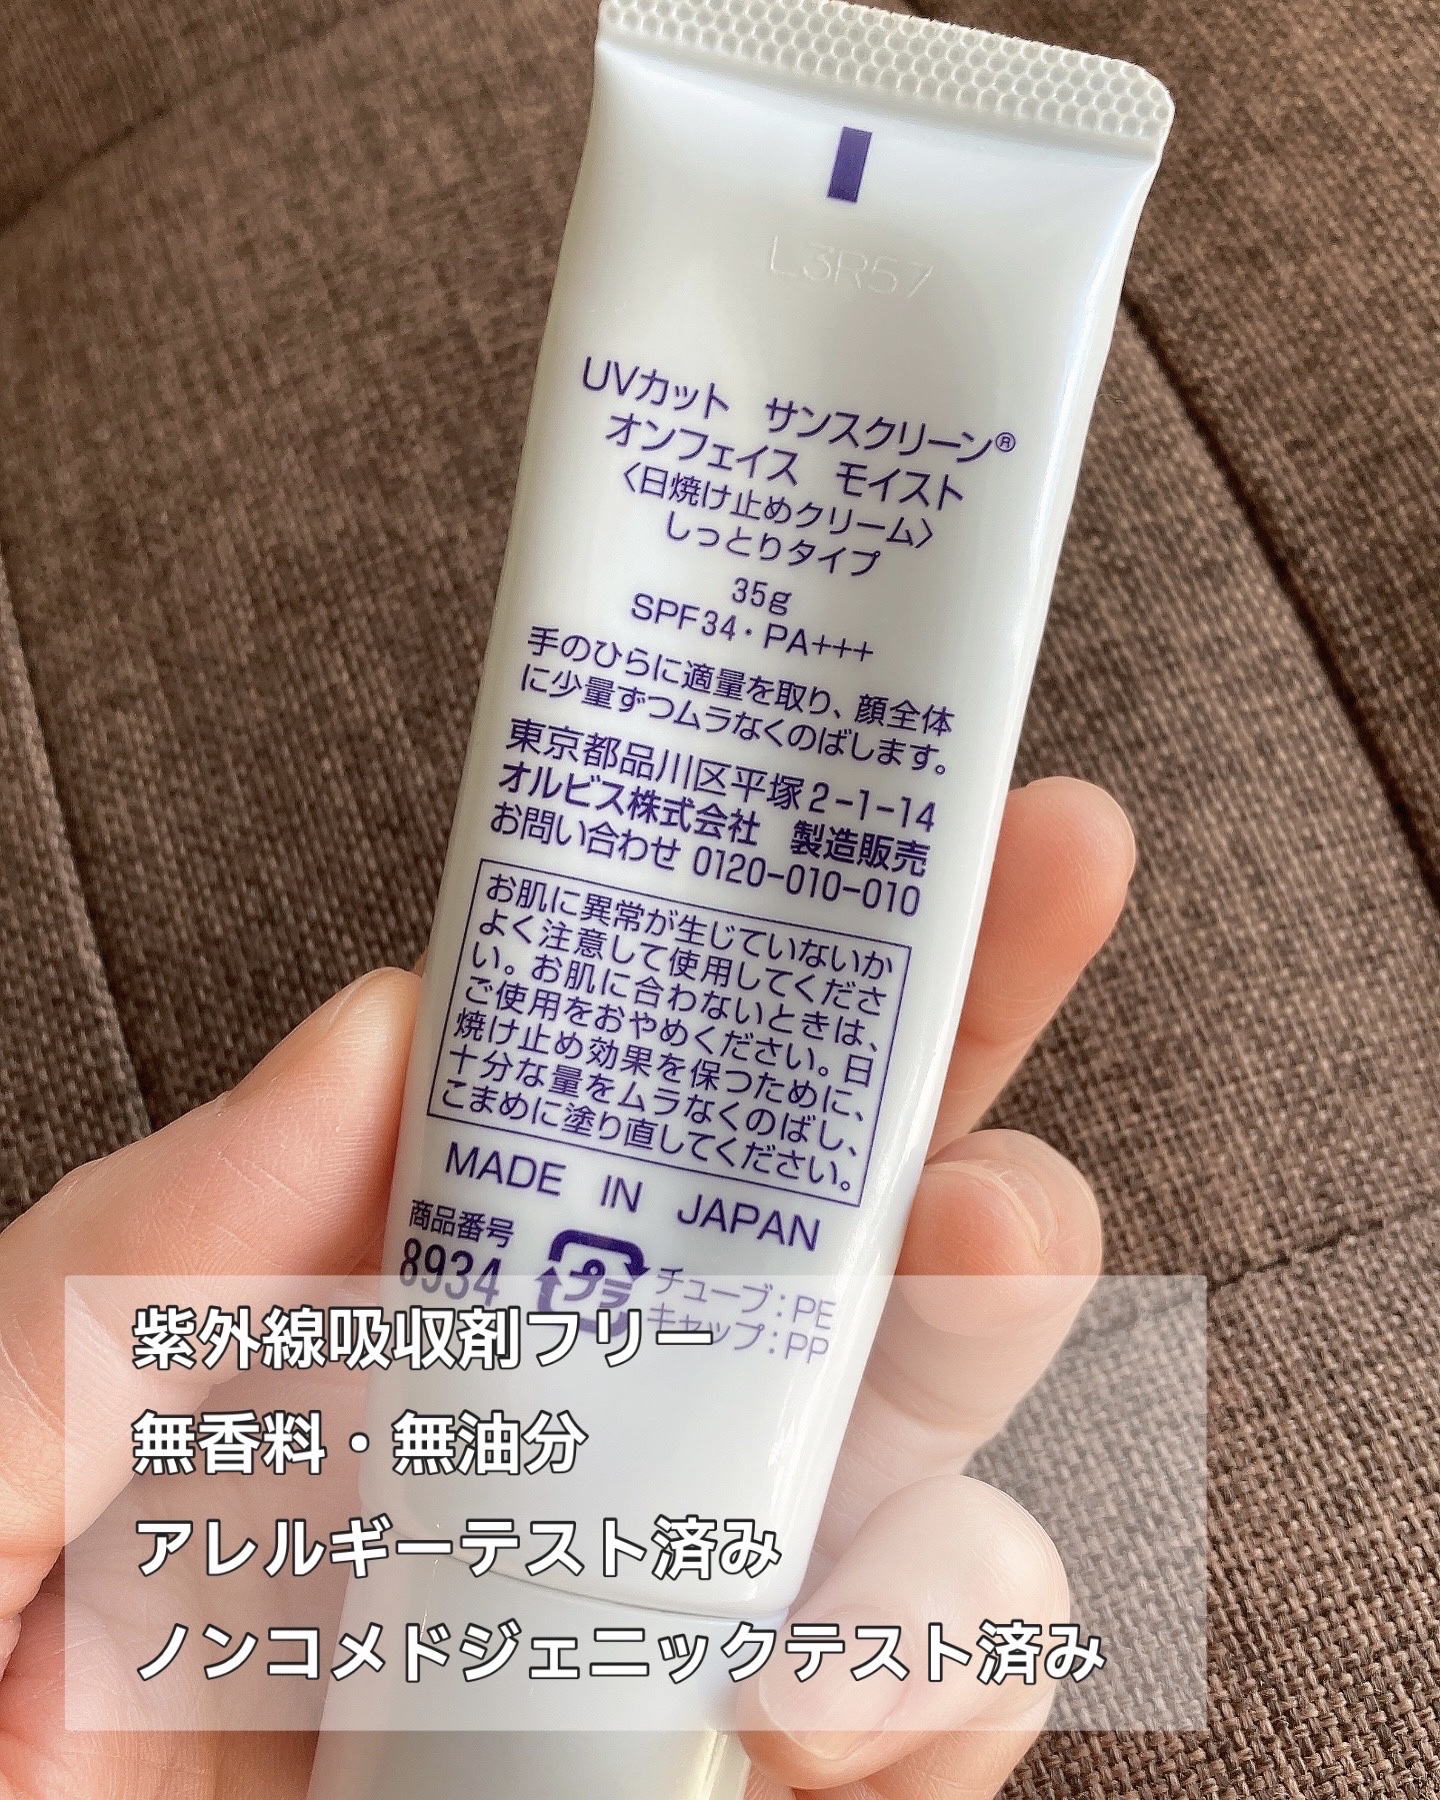 L3R57
UVカット サンスクリーン®
オンフェイス モイスト
〈日焼け止めクリーム〉
しっとりタイプ
35g
SPF34・PA+++
手のひらに適量を取り、顔全体
に少量ずつムラなくのばします。
東京都品川区平塚2-1-14
オルビス株式会社 製造販売
お問い合わせ 0120-010-010
お肌に異常が生じていないか
よく注意して使用してくださ
い。お肌に合わないときは、
ご使用をおやめください。日
焼け止め効果を保つために、
十分な量をムラなくのばし、
こまめに塗り直してください。
MADE IN JAPAN
商品番号
8934
プラ
チューブ:PE
キャップ:PP
紫外線吸収剤フリー
無香料・無油分
アレルギーテスト済み
ノンコメドジェニックテスト済み